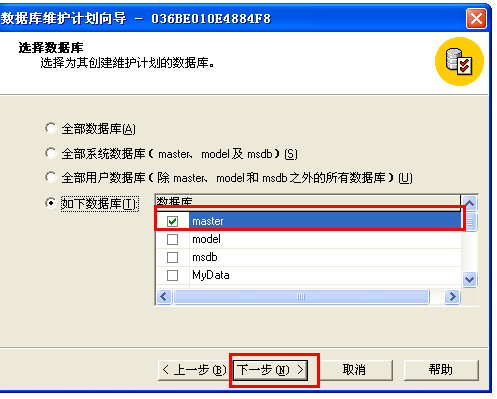 数据库维护计划向导 - 036BE010E4884F8
选择数据库
选择为其创建维护计划的数据库。
全部数据库(A)
全部系统数据库 ( master、model 及 msdb ) (S)
全部用户数据库 ( 除 master、model 和 msdb 之外的所有数据库 ) (U)
如下数据库(T)
数据库
master
model
msdb
MyData
< 上一步(B) 下一步(N) > 取消 帮助